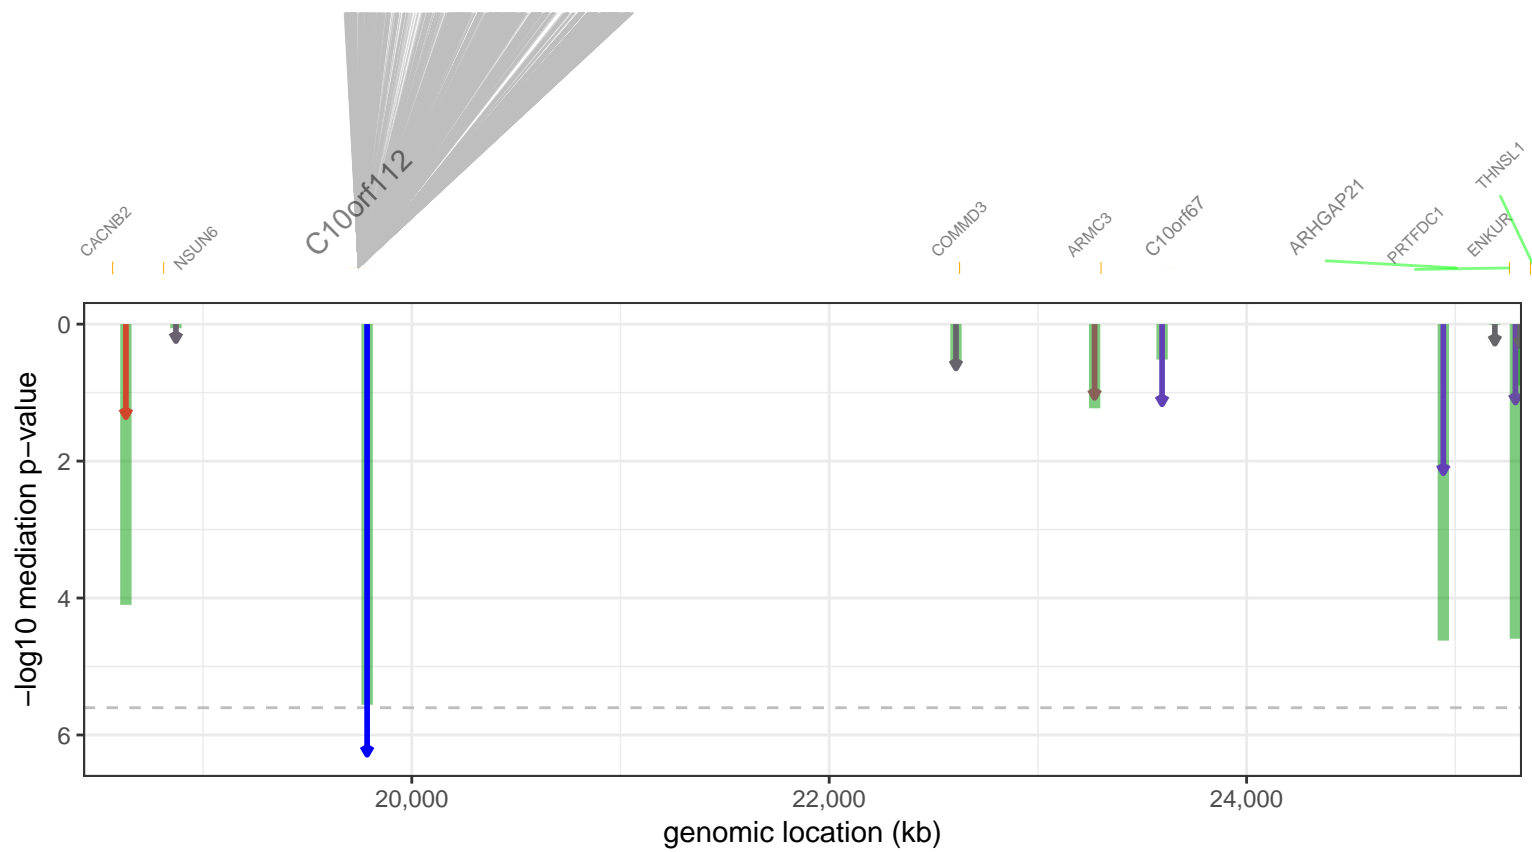 THNSL1
C10orf112
CACNB2
NSUN6
COMMD3
ARMC3
C10orf67
ARHGAP21
PRTFDC1
ENKUR
0
2
4
6
−log10 mediation p−value
20,000
22,000
24,000
genomic location (kb)